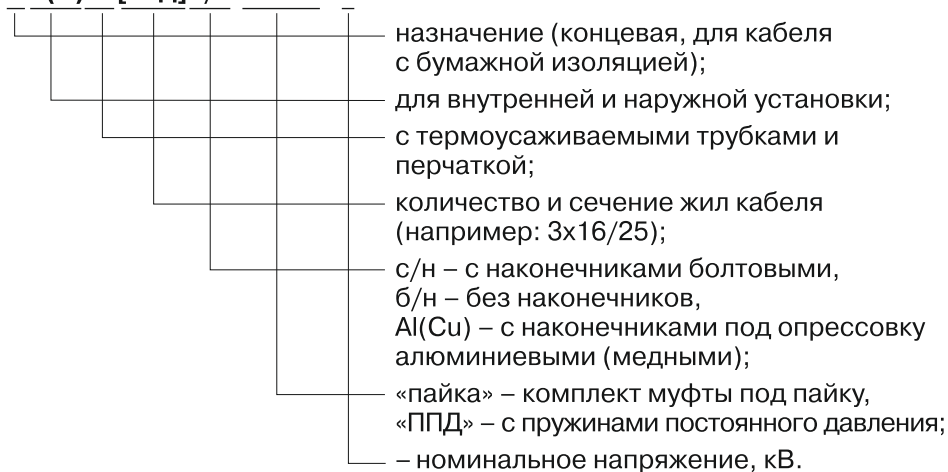 назначение (концевая, для кабеля
с бумажной изоляцией);
для внутренней и наружной установки;
с термоусаживаемыми трубками и
перчаткой;
количество и сечение жил кабеля
(например: 3х16/25);
с/н – с наконечниками болтовыми,
б/н – без наконечников,
Al(Cu) – с наконечниками под опрессовку
алюминиевыми (медными);
«пайка» – комплект муфты под пайку,
«ППД» – с пружинами постоянного давления;
– номинальное напряжение, кВ.